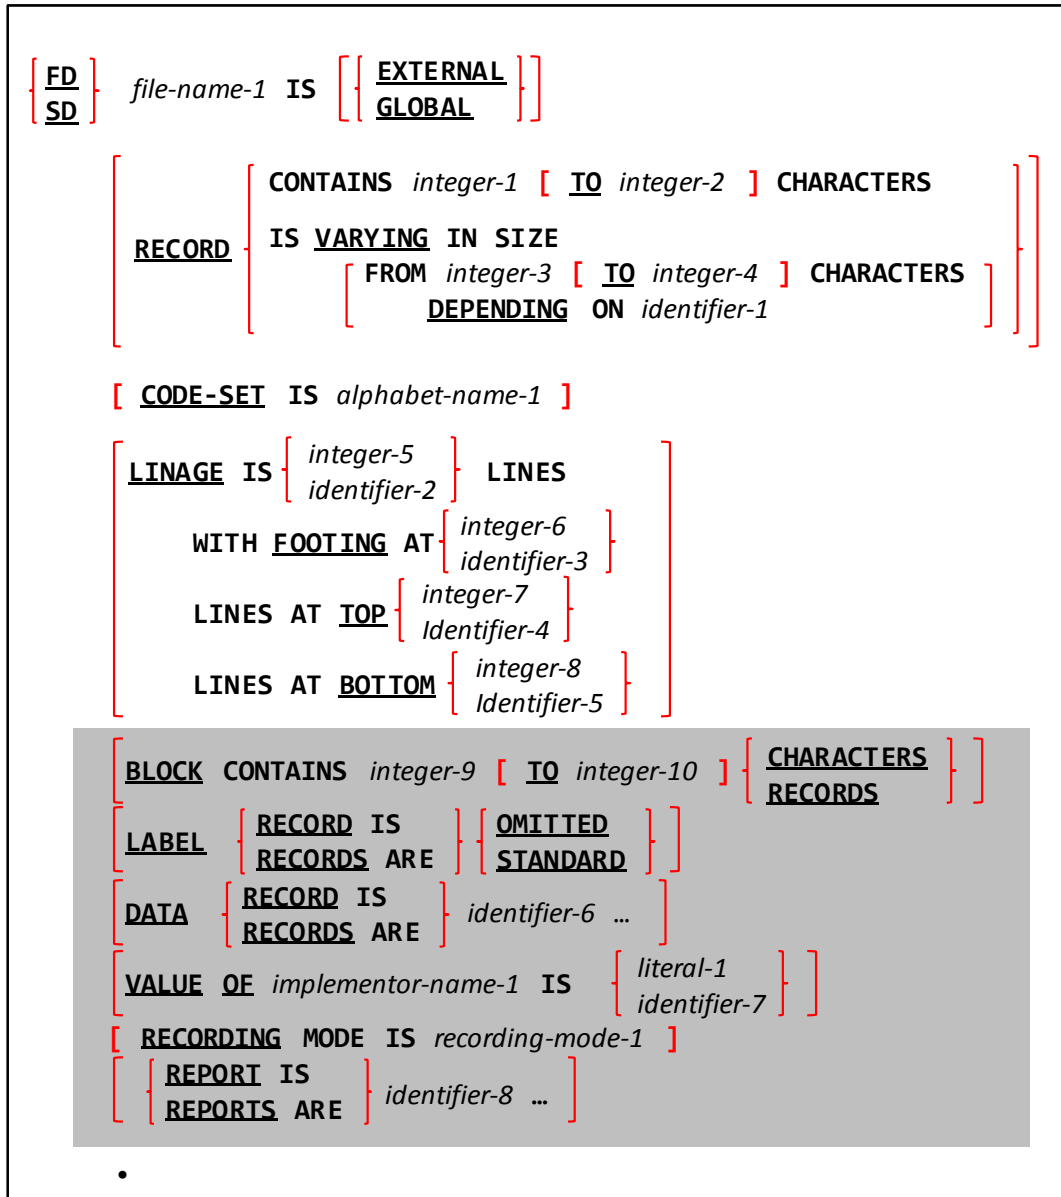 FD file-name-1 IS [ EXTERNAL
SD GLOBAL ]
RECORD
CONTAINS integer-1 [ TO integer-2 ] CHARACTERS
IS VARYING IN SIZE
FROM integer-3 [ TO integer-4 ] CHARACTERS
DEPENDING ON identifier-1
[ CODE-SET IS alphabet-name-1 ]
LINAGE IS integer-5 LINES
identifier-2
WITH FOOTING AT integer-6
identifier-3
LINES AT TOP integer-7
Identifier-4
LINES AT BOTTOM integer-8
Identifier-5
BLOCK CONTAINS integer-9 [ TO integer-10 ] CHARACTERS
RECORDS
LABEL RECORD IS OMITTED
RECORDS ARE STANDARD
DATA RECORD IS identifier-6 …
RECORDS ARE
VALUE OF implementor-name-1 IS literal-1
identifier-7
[ RECORDING MODE IS recording-mode-1 ]
REPORT IS identifier-8 …
REPORTS ARE
.